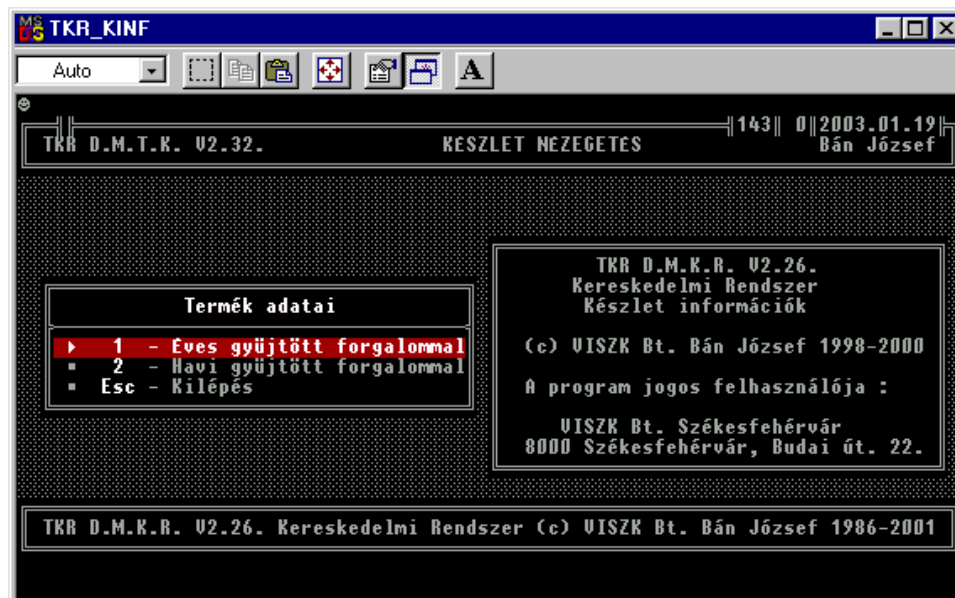 TKR_KINF
Auto
A
143 0 2003.01.19
TKR D.M.T.K. V2.32. KÉSZLET NÉZEGETÉS Bán József
TKR D.M.K.R. V2.26.
Kereskedelmi Rendszer
Készlet információk
(c) VISZK Bt. Bán József 1998-2000
A program jogos felhasználója :
VISZK Bt. Székesfehérvár
8000 Székesfehérvár, Budai út. 22.
Termék adatai
1 - Éves gyüjtött forgalommal
2 - Havi gyüjtött forgalommal
Esc - Kilépés
TKR D.M.K.R. V2.26. Kereskedelmi Rendszer (c) VISZK Bt. Bán József 1986-2001